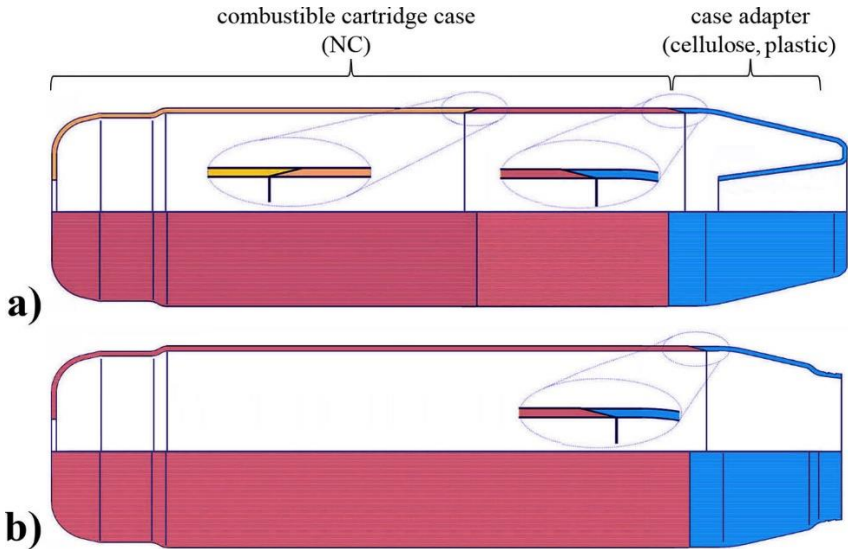 combustible cartridge case
(NC)
case adapter
(cellulose, plastic)
a)
b)